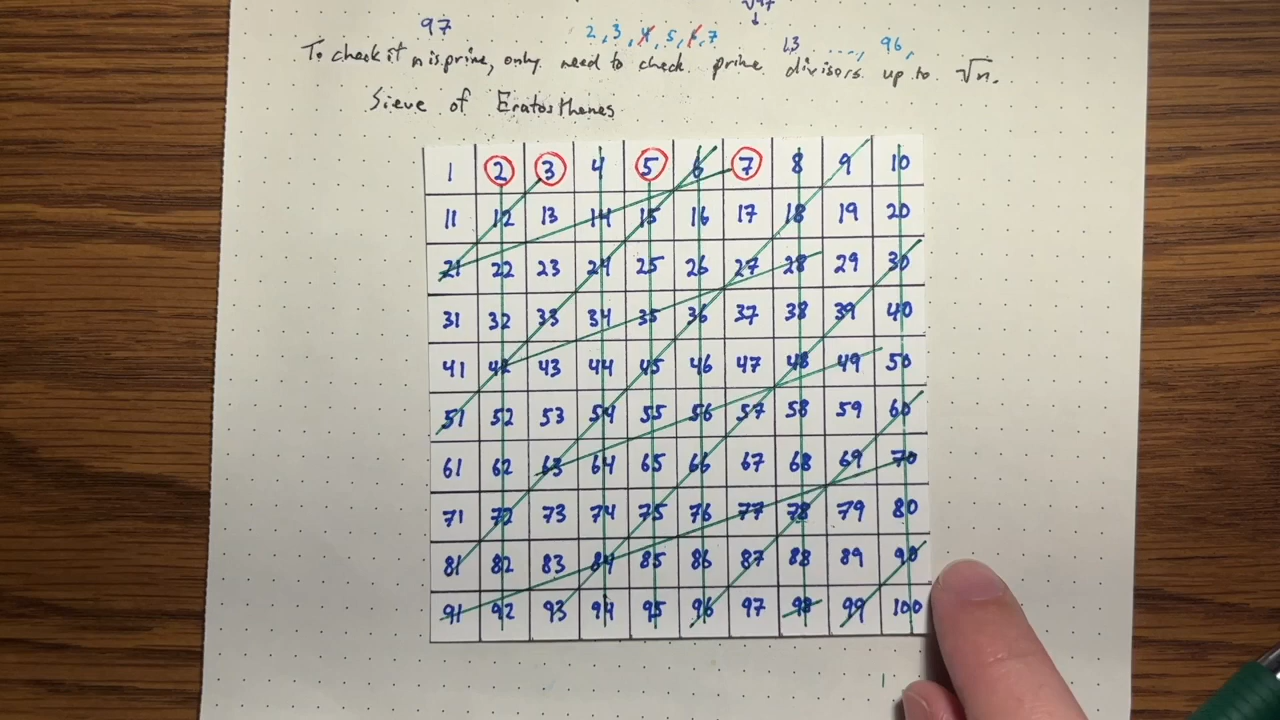 √97
↓
97 2, 3, 4, 5, 6, 7 13 ...., 96,
To check if n is prime, only need to check prime divisors up to √n.
Sieve of Eratosthenes
1 2 3 4 5 6 7 8 9 10
11 12 13 14 15 16 17 18 19 20
21 22 23 24 25 26 27 28 29 30
31 32 33 34 35 36 37 38 39 40
41 42 43 44 45 46 47 48 49 50
51 52 53 54 55 56 57 58 59 60
61 62 63 64 65 66 67 68 69 70
71 72 73 74 75 76 77 78 79 80
81 82 83 84 85 86 87 88 89 90
91 92 93 94 95 96 97 98 99 100